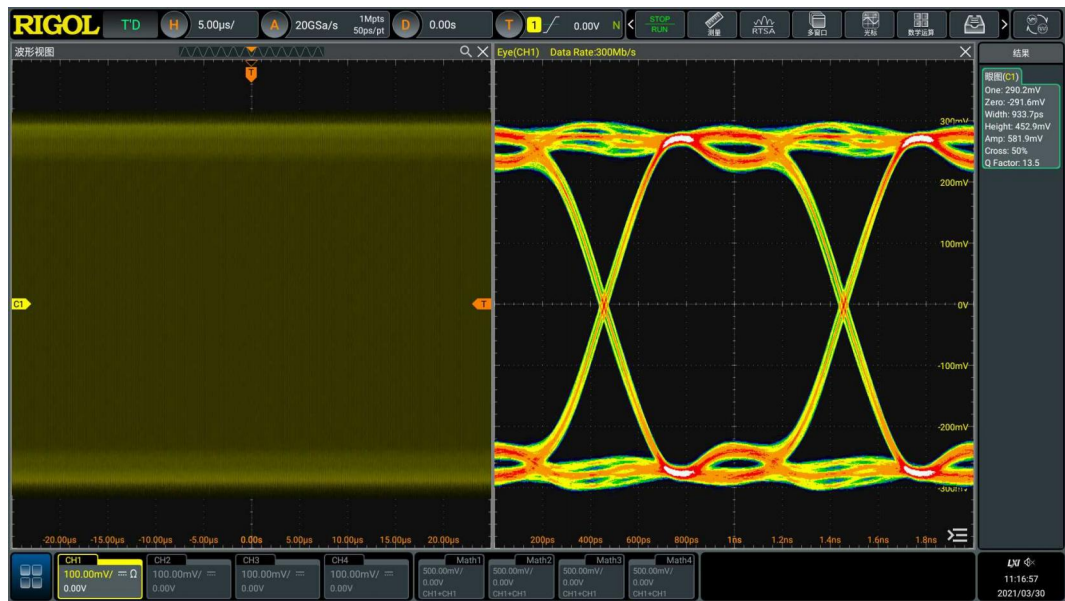 RIGOL T'D H 5.00μs/ A 20GSa/s 1Mpts 50ps/pt D 0.00s T 1 0.00V N STOP RUN 测量 RTSA 多窗口 光标 数学运算
波形视图
Eye(CH1) Data Rate:300Mb/s
结果
T
眼图(C1)
One: 290.2mV
Zero: -291.6mV
Width: 933.7ps
Height: 452.9mV
Amp: 581.9mV
Cross: 50%
Q Factor: 13.5
300mV
200mV
100mV
C1 T 0V
-100mV
-200mV
-300mV
-20.00μs -15.00μs -10.00μs -5.00μs 0.00s 5.00μs 10.00μs 15.00μs 20.00μs
200ps 400ps 600ps 800ps 1ns 1.2ns 1.4ns 1.6ns 1.8ns
CH1 CH2 CH3 CH4 Math1 Math2 Math3 Math4
100.00mV/ Ω 100.00mV/ 100.00mV/ 100.00mV/ 500.00mV/ 500.00mV/ 500.00mV/ 500.00mV/
0.00V 0.00V 0.00V 0.00V 0.00V 0.00V 0.00V 0.00V
CH1+CH1 CH1+CH1 CH1+CH1 CH1+CH1
LXI
11:16:57
2021/03/30